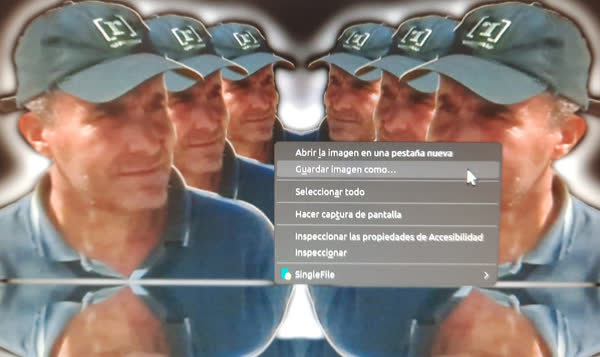 Abrir la imagen en una pestaña nueva
Guardar imagen como...
Seleccionar todo
Hacer captura de pantalla
Inspeccionar las propiedades de Accesibilidad
Inspeccionar
SingleFile